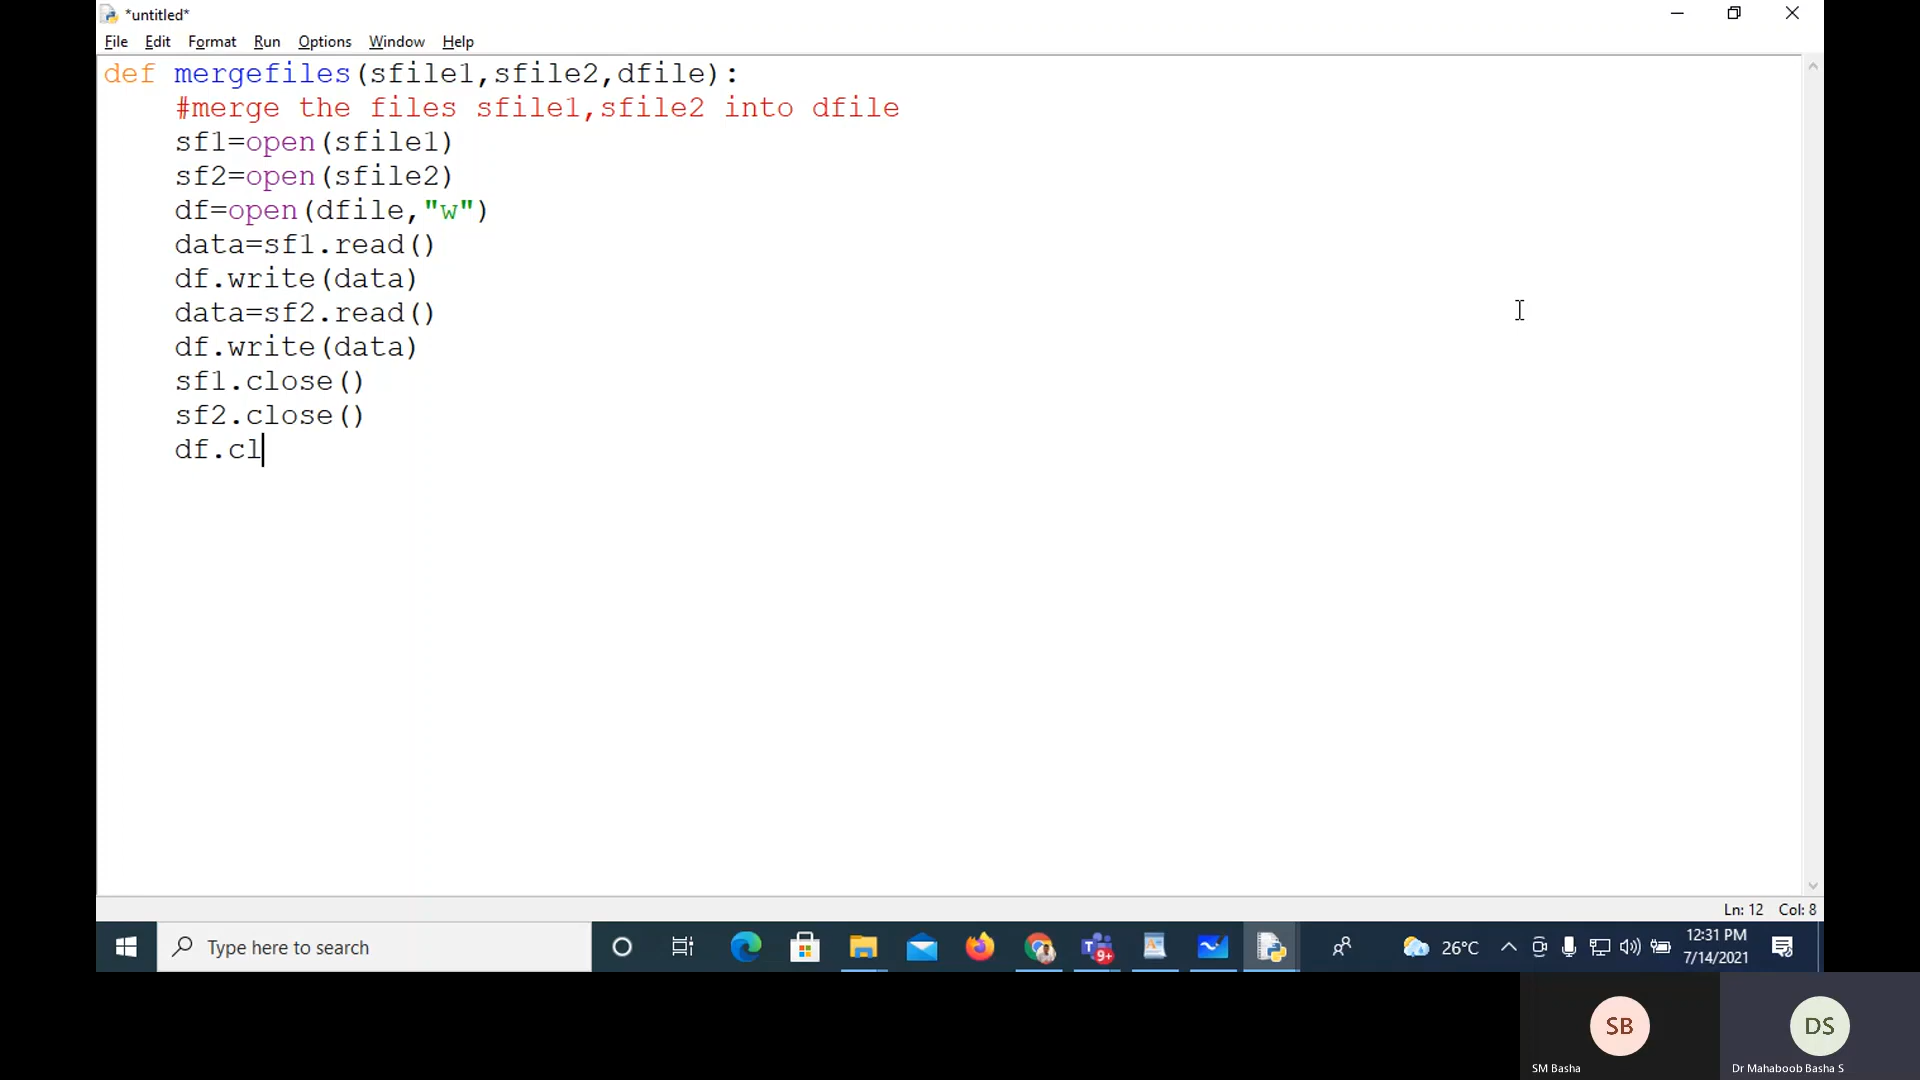 *untitled*
File Edit Format Run Options Window Help
def mergefiles(sfile1,sfile2,dfile):
#merge the files sfile1,sfile2 into dfile
sf1=open(sfile1)
sf2=open(sfile2)
df=open(dfile,"w")
data=sf1.read()
df.write(data)
data=sf2.read()
df.write(data)
sf1.close()
sf2.close()
df.cl
Ln: 12 Col: 8
Type here to search
9+
26°C
12:31 PM
7/14/2021
SB
DS
SM Basha
Dr Mahaboob Basha S